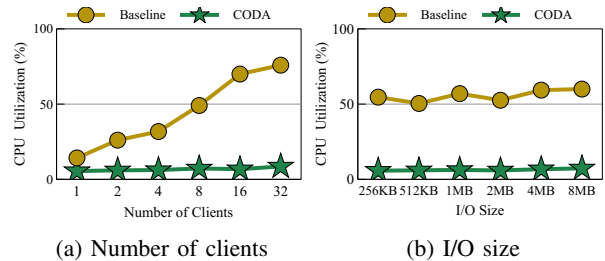 Baseline CODA
CPU Utilization (%)
100
50
0
1 2 4 8 16 32
Number of Clients
(a) Number of clients
Baseline CODA
CPU Utilization (%)
100
50
0
256KB 512KB 1MB 2MB 4MB 8MB
I/O Size
(b) I/O size